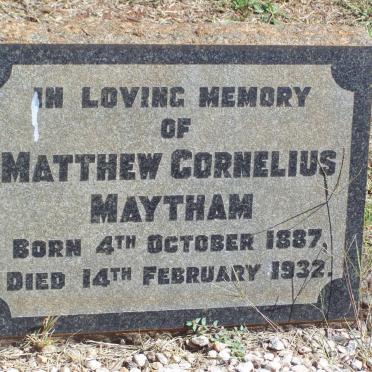 IN LOVING MEMORY
OF
MATTHEW CORNELIUS
MAYTHAM
BORN 4TH OCTOBER 1887.
DIED 14TH FEBRUARY 1932.